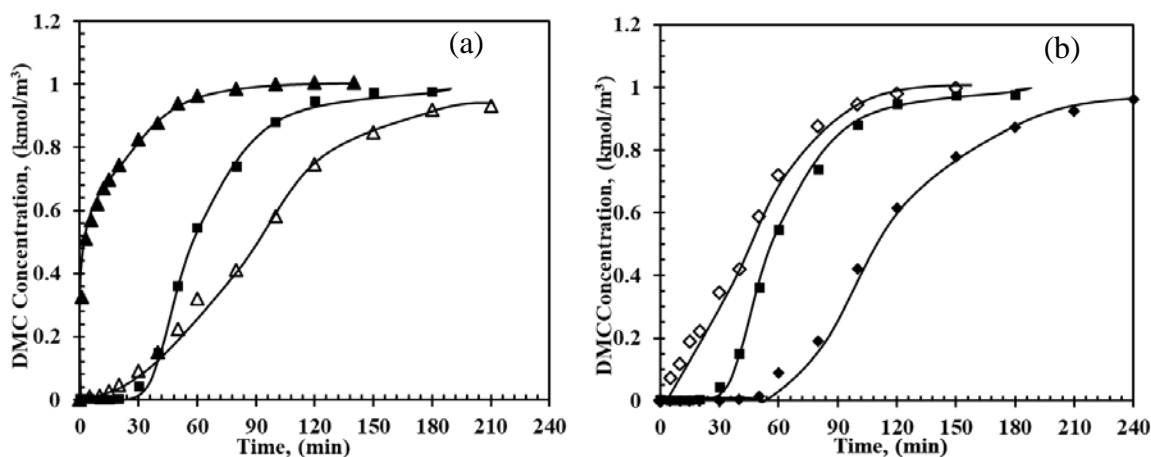 (a)
DMC Concentration, (kmol/m³)
1.2
1
0.8
0.6
0.4
0.2
0
0 30 60 90 120 150 180 210 240
Time, (min)
(b)
DMCConcentration, (kmol/m³)
1.2
1
0.8
0.6
0.4
0.2
0
0 30 60 90 120 150 180 210 240
Time, (min)